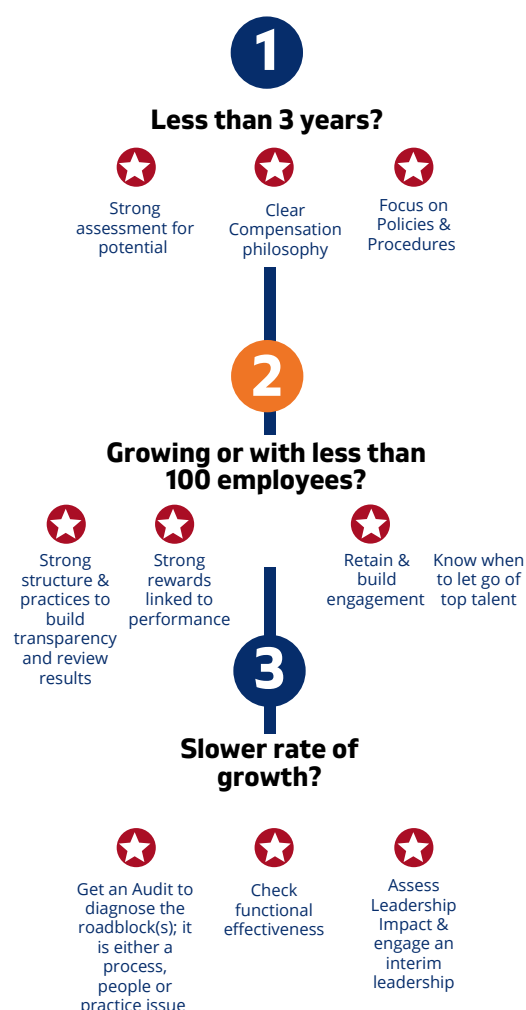 1
Less than 3 years?
Strong
assessment for
potential
Clear
Compensation
philosophy
Focus on
Policies &
Procedures
2
Growing or with less than
100 employees?
Strong
structure &
practices to
build
transparency
and review
results
Strong
rewards
linked to
performance
Retain &
build
engagement
Know when
to let go of
top talent
3
Slower rate of
growth?
Get an Audit to
diagnose the
roadblock(s); it
is either a
process,
people or
practice issue
Check
functional
effectiveness
Assess
Leadership
Impact &
engage an
interim
leadership